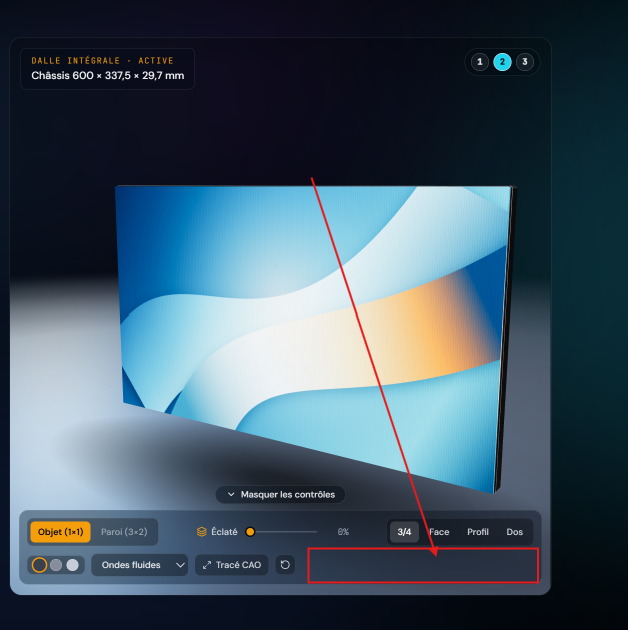 DALLE INTÉGRALE - ACTIVE
Châssis 600 × 337,5 × 29,7 mm
1 2 3
Masquer les contrôles
Objet (1×1) Paroi (3×2) Éclaté 0% 3/4 Face Profil Dos
Ondes fluides Tracé CAO